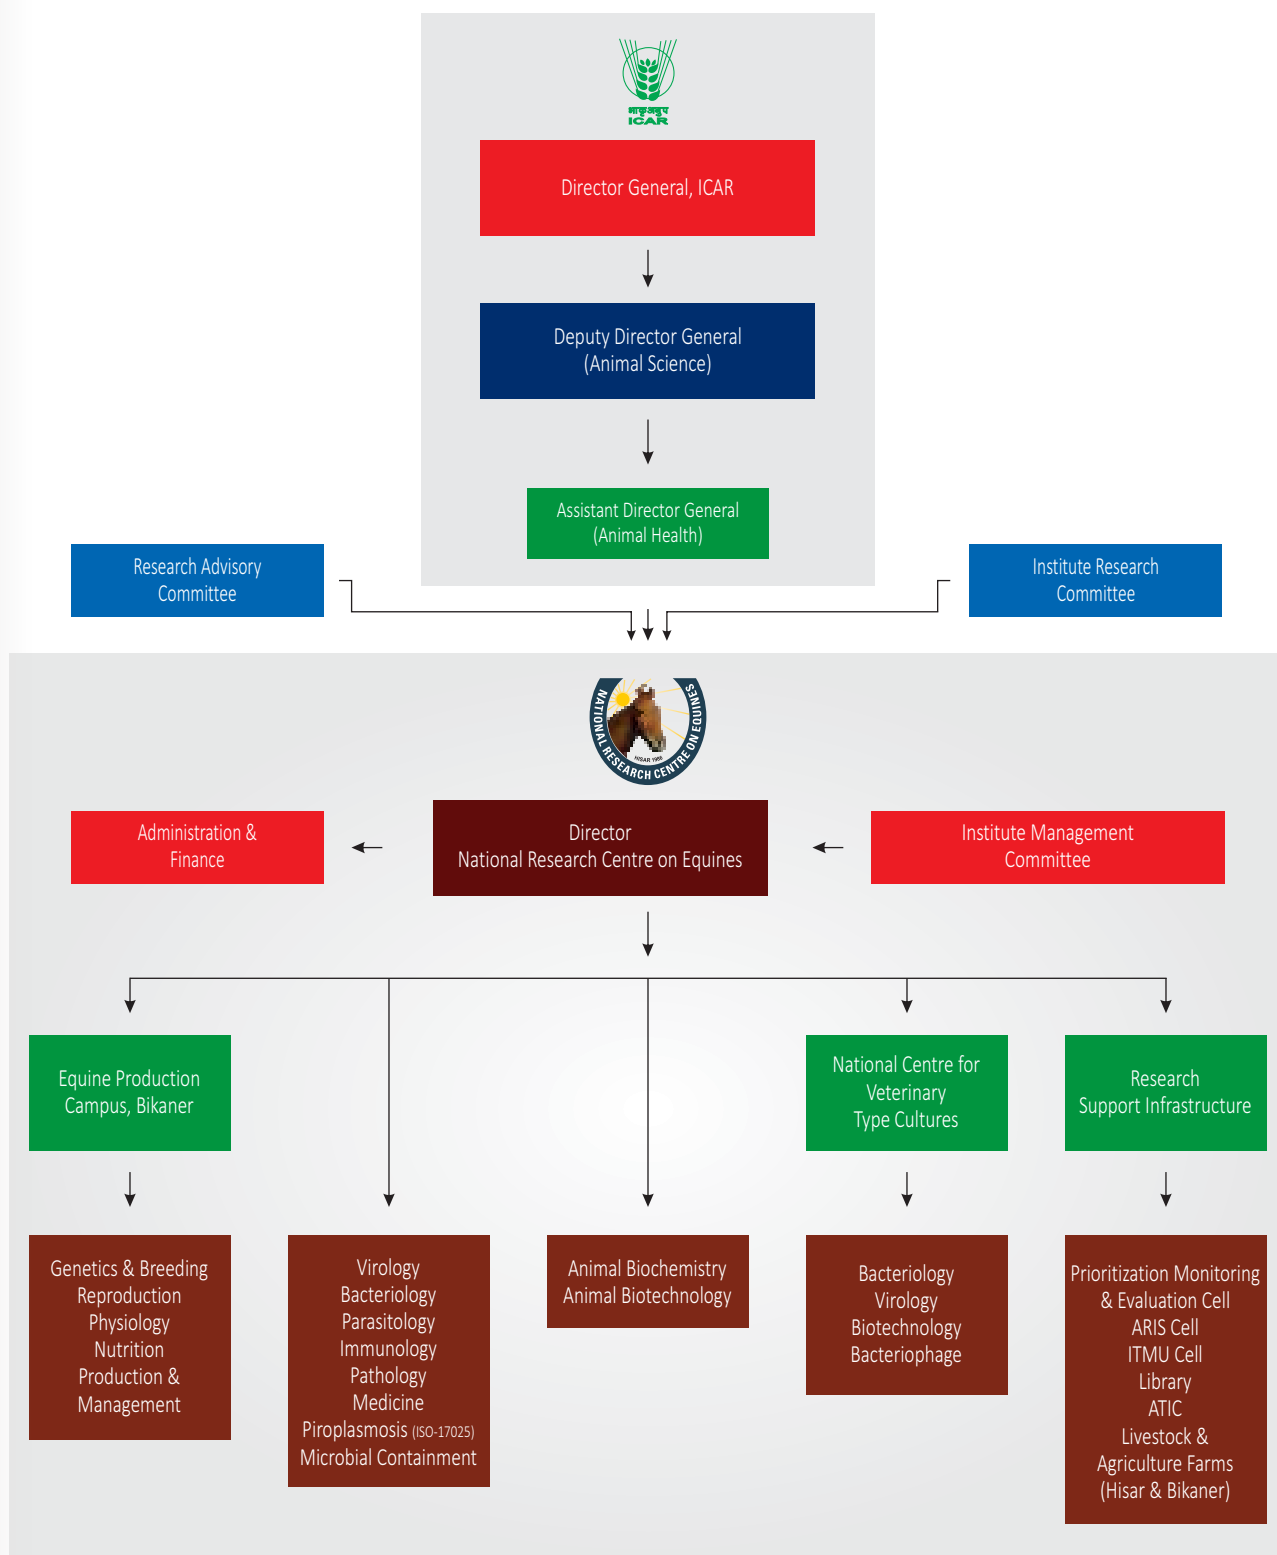 भाकृअनुप
ICAR
Director General, ICAR
Deputy Director General
(Animal Science)
Assistant Director General
(Animal Health)
Research Advisory
Committee
Institute Research
Committee
NATIONAL RESEARCH CENTRE ON EQUINES
HISAR 1986
Administration &
Finance
Director
National Research Centre on Equines
Institute Management
Committee
Equine Production
Campus, Bikaner
National Centre for
Veterinary
Type Cultures
Research
Support Infrastructure
Genetics & Breeding
Reproduction
Physiology
Nutrition
Production &
Management
Virology
Bacteriology
Parasitology
Immunology
Pathology
Medicine
Piroplasmosis (ISO-17025)
Microbial Containment
Animal Biochemistry
Animal Biotechnology
Bacteriology
Virology
Biotechnology
Bacteriophage
Prioritization Monitoring
& Evaluation Cell
ARIS Cell
ITMU Cell
Library
ATIC
Livestock &
Agriculture Farms
(Hisar & Bikaner)